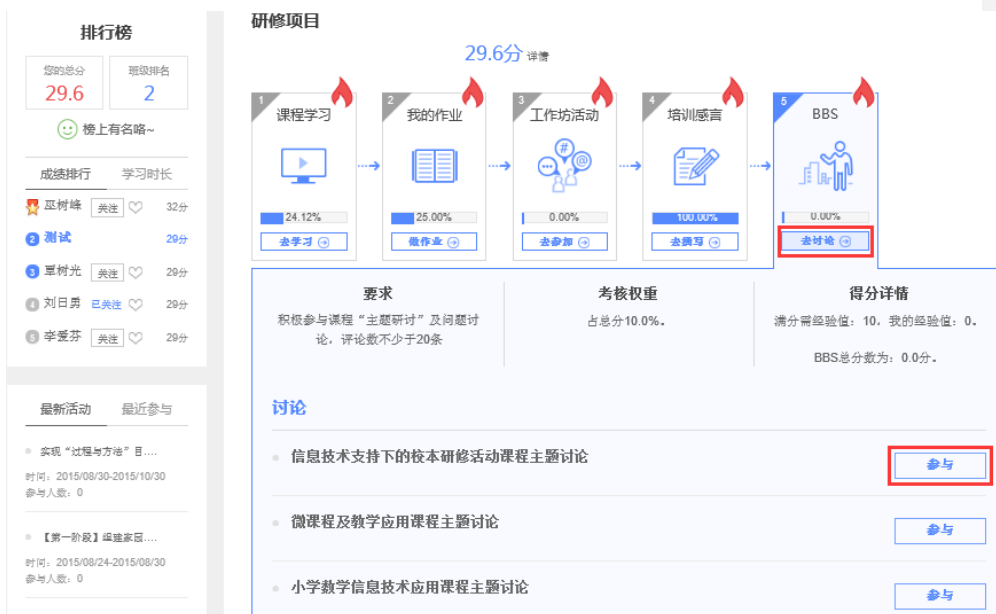 排行榜
您的总分
29.6
班级排名
2
榜上有名咯~
成绩排行
学习时长
巫树峰 关注 32分
2 测试 29分
3 覃树光 关注 29分
4 刘日勇 已关注 29分
5 李爱芬 关注 29分
最新活动
最近参与
实现“过程与方法”目....
时间：2015/08/30-2015/10/30
参与人数：0
【第一阶段】组建家园....
时间：2015/08/24-2015/08/30
参与人数：0
研修项目
29.6分 详情
1
课程学习
24.12%
去学习
2
我的作业
25.00%
做作业
3
工作坊活动
# @
0.00%
去参加
4
培训感言
100.00%
去撰写
5
BBS
0.00%
去讨论
要求
积极参与课程“主题研讨”及问题讨
论，评论数不少于20条
考核权重
占总分10.0%。
得分详情
满分需经验值：10，我的经验值：0。
BBS总分数为：0.0分。
讨论
信息技术支持下的校本研修活动课程主题讨论
参与
微课程及教学应用课程主题讨论
参与
小学数学信息技术应用课程主题讨论
参与